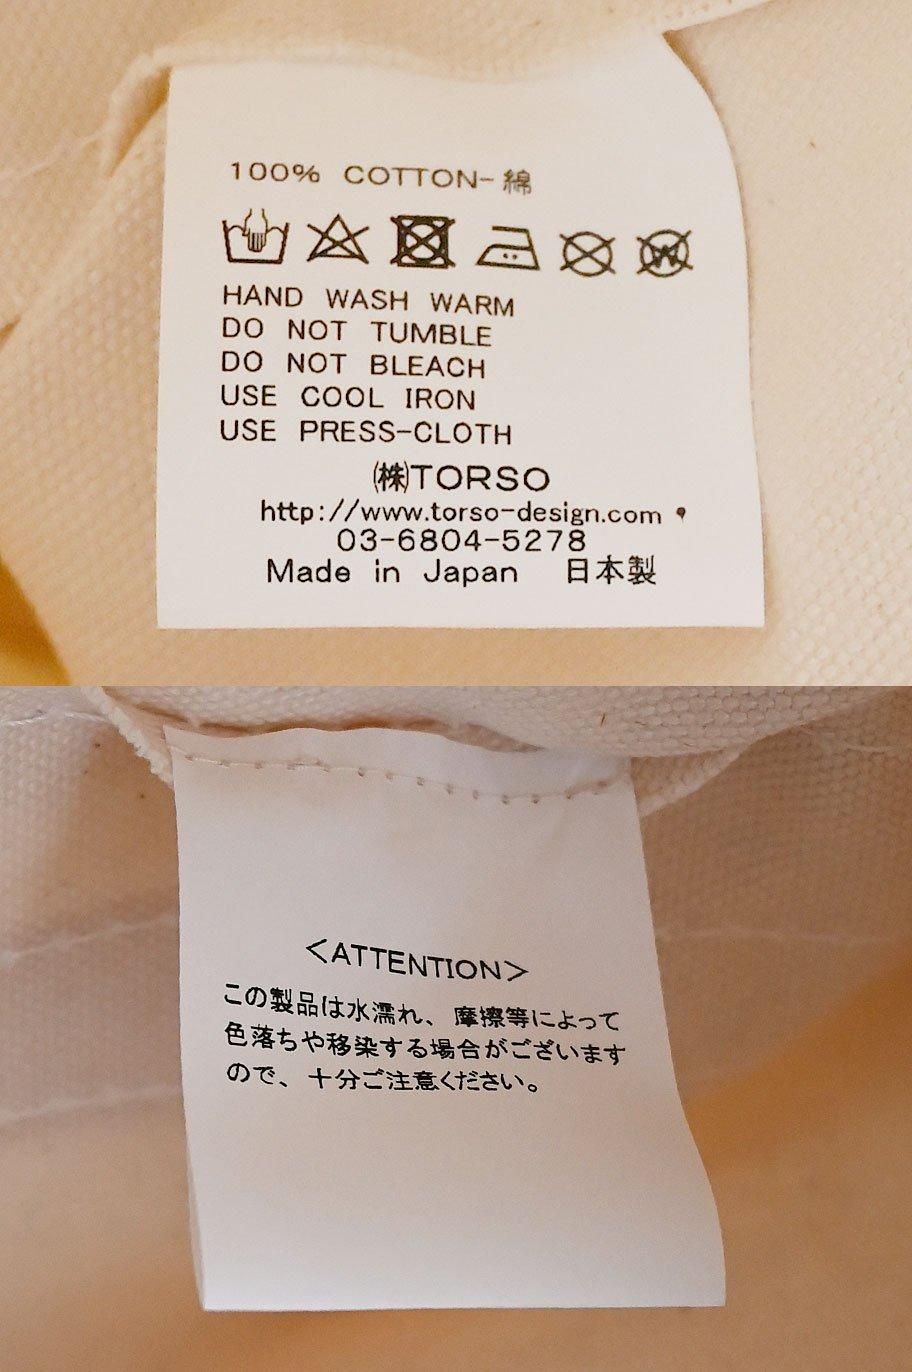 100% COTTON-綿
W
HAND WASH WARM
DO NOT TUMBLE
DO NOT BLEACH
USE COOL IRON
USE PRESS-CLOTH
㈱TORSO
http://www.torso-design.com
03-6804-5278
Made in Japan 日本製
<ATTENTION>
この製品は水濡れ、摩擦等によって
色落ちや移染する場合がございます
ので、十分ご注意ください。